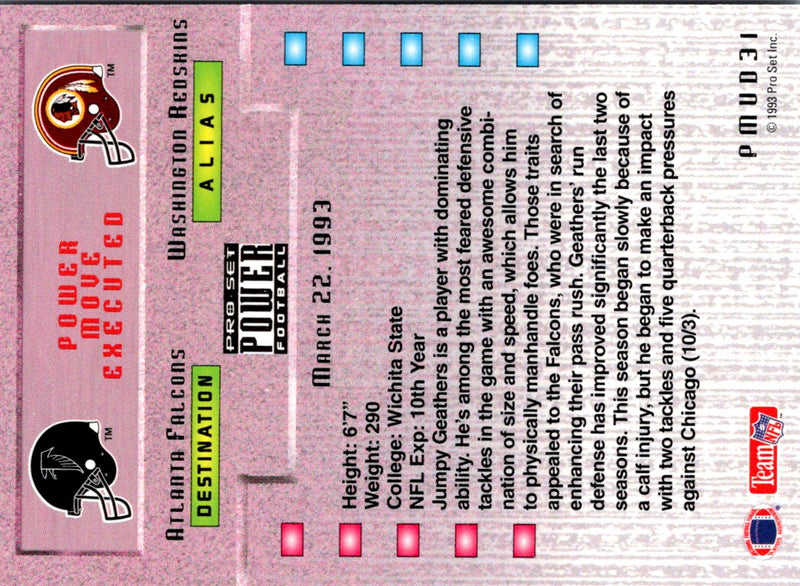 POWER
MOVE
EXECUTED
ATLANTA FALCONS
WASHINGTON REDSKINS
DESTINATION
ALIAS
PRO SET
POWER
FOOTBALL
MARCH 22, 1993
Height: 6'7"
Weight: 290
College: Wichita State
NFL Exp: 10th Year
Jumpy Geathers is a player with dominating
ability. He's among the most feared defensive
tackles in the game with an awesome combi-
nation of size and speed, which allows him
to physically manhandle foes. Those traits
appealed to the Falcons, who were in search of
enhancing their pass rush. Geathers' run
defense has improved significantly the last two
seasons. This season began slowly because of
a calf injury, but he began to make an impact
with two tackles and five quarterback pressures
against Chicago (10/3).
Team NFL
PMUD31
© 1993 Pro Set Inc.
TM
TM